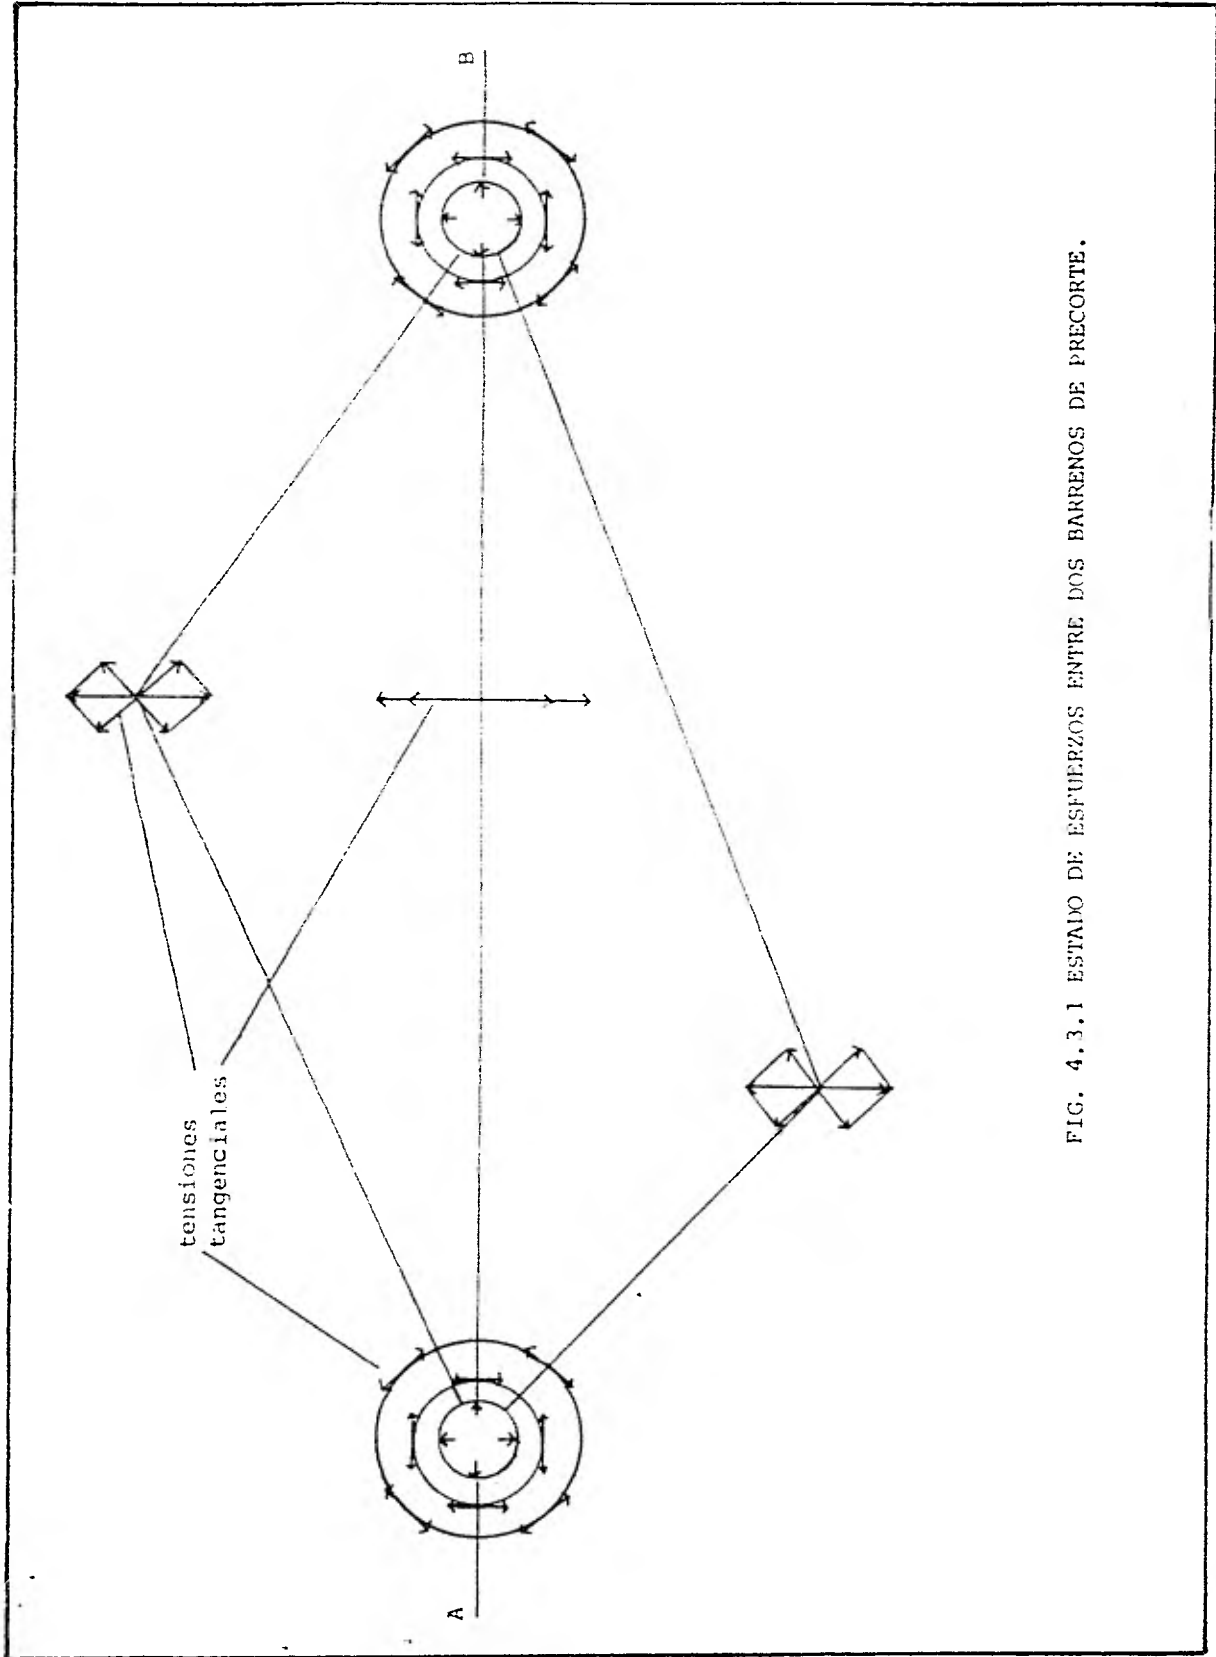 B
tensiones
tangenciales
A
FIG. 4.3.1 ESTADO DE ESFUERZOS ENTRE DOS BARRENOS DE PRECORTE.